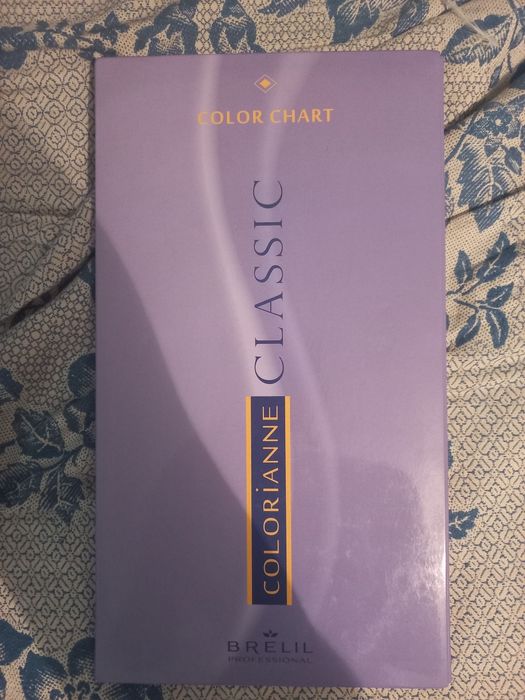 COLOR CHART
CLASSIC
COLORiANNE
BRELIL
PROFESSIONAL